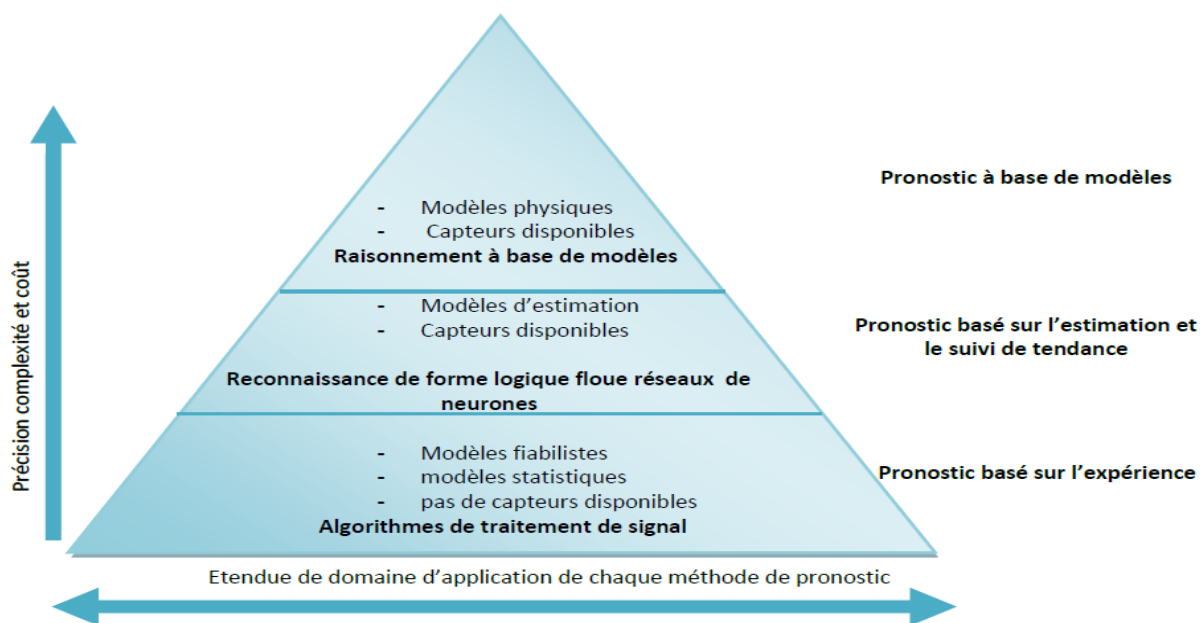 Précision complexité et coût
- Modèles physiques
- Capteurs disponibles
Raisonnement à base de modèles
Pronostic à base de modèles
- Modèles d'estimation
- Capteurs disponibles
Reconnaissance de forme logique floue réseaux de
neurones
Pronostic basé sur l'estimation et
le suivi de tendance
- Modèles fiabilistes
- modèles statistiques
- pas de capteurs disponibles
Algorithmes de traitement de signal
Pronostic basé sur l'expérience
Etendue de domaine d'application de chaque méthode de pronostic